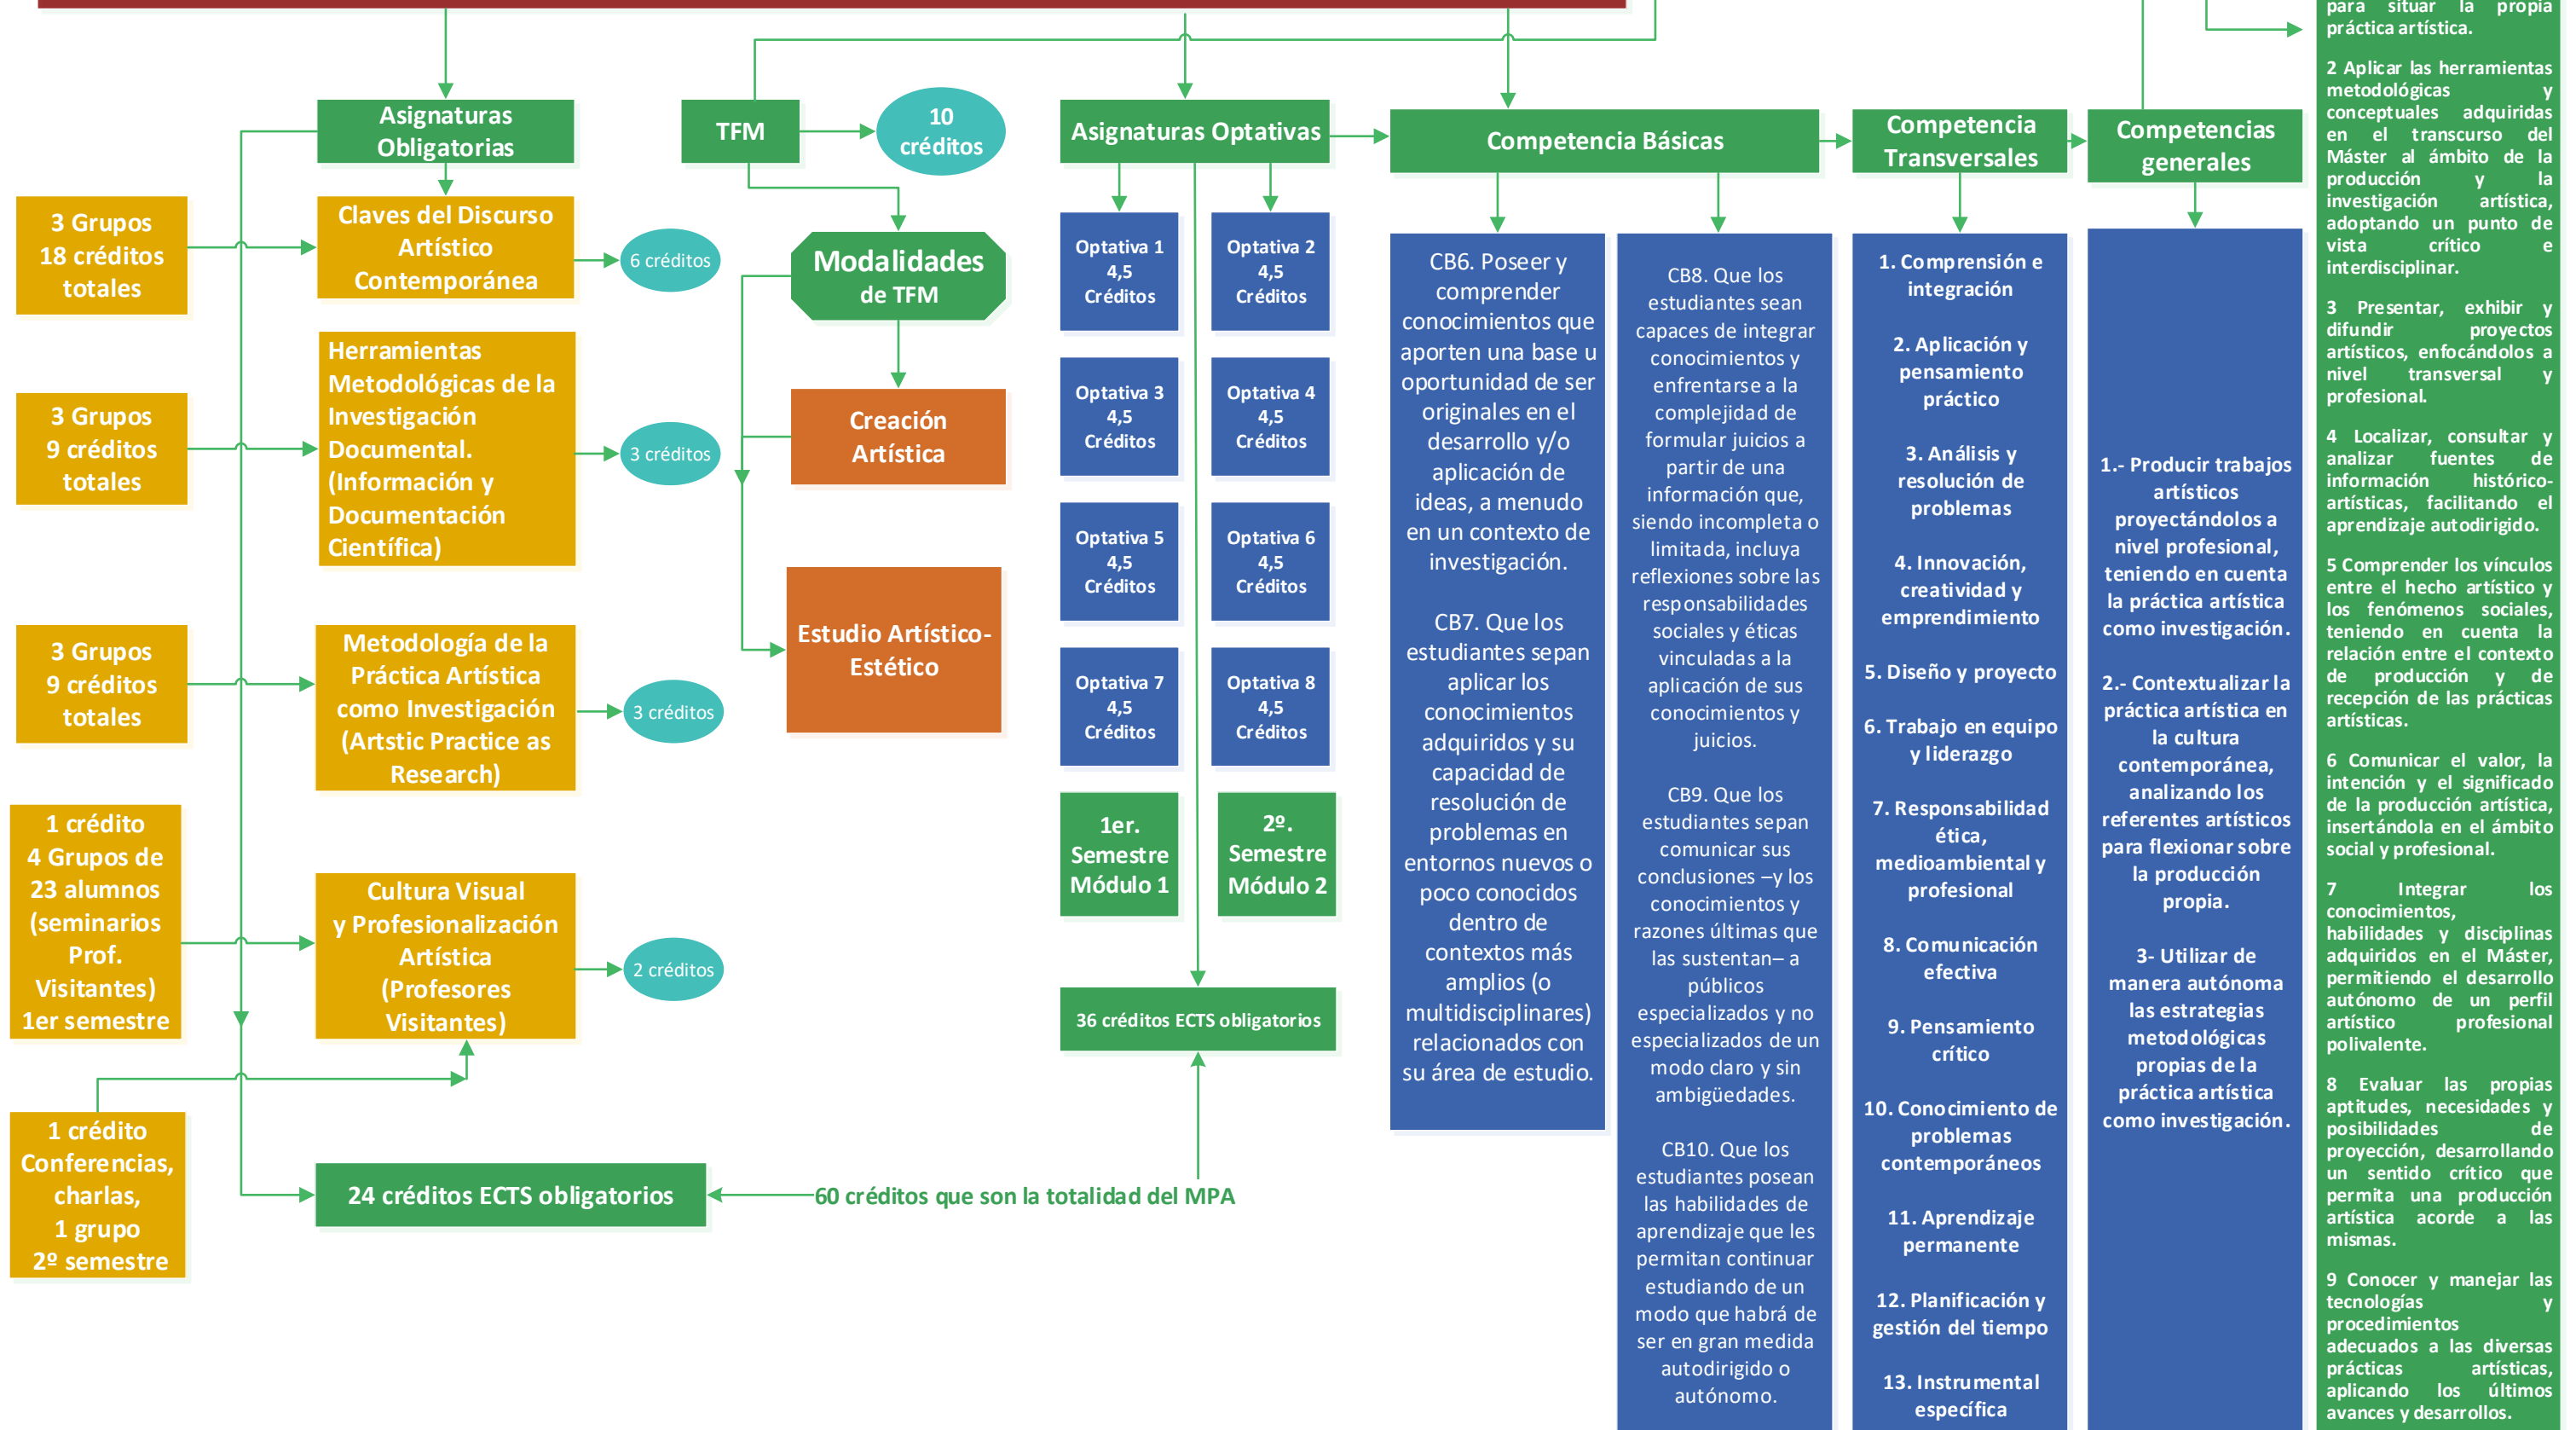 Asignaturas
Obligatorias
3 Grupos
18 créditos
totales
Claves del Discurso
Artístico
Contemporánea
6 créditos
3 Grupos
9 créditos
totales
Herramientas
Metodológicas de la
Investigación
Documental.
(Información y
Documentación
Científica)
3 créditos
3 Grupos
9 créditos
totales
Metodología de la
Práctica Artística
como Investigación
(Artstic Practice as
Research)
3 créditos
1 crédito
4 Grupos de
23 alumnos
(seminarios
Prof.
Visitantes)
1er semestre
Cultura Visual
y Profesionalización
Artística
(Profesores
Visitantes)
2 créditos
1 crédito
Conferencias,
charlas,
1 grupo
2º semestre
24 créditos ECTS obligatorios
60 créditos que son la totalidad del MPA
TFM
10
créditos
Modalidades
de TFM
Creación
Artística
Estudio Artístico-
Estético
Asignaturas Optativas
Optativa 1
4,5
Créditos
Optativa 2
4,5
Créditos
Optativa 3
4,5
Créditos
Optativa 4
4,5
Créditos
Optativa 5
4,5
Créditos
Optativa 6
4,5
Créditos
Optativa 7
4,5
Créditos
Optativa 8
4,5
Créditos
1er.
Semestre
Módulo 1
2º.
Semestre
Módulo 2
36 créditos ECTS obligatorios
Competencia Básicas
CB6. Poseer y
comprender
conocimientos que
aporten una base u
oportunidad de ser
originales en el
desarrollo y/o
aplicación de
ideas, a menudo
en un contexto de
investigación.
CB7. Que los
estudiantes sepan
aplicar los
conocimientos
adquiridos y su
capacidad de
resolución de
problemas en
entornos nuevos o
poco conocidos
dentro de
contextos más
amplios (o
multidisciplinares)
relacionados con
su área de estudio.
CB8. Que los
estudiantes sean
capaces de integrar
conocimientos y
enfrentarse a la
complejidad de
formular juicios a
partir de una
información que,
siendo incompleta o
limitada, incluya
reflexiones sobre las
responsabilidades
sociales y éticas
vinculadas a la
aplicación de sus
conocimientos y
juicios.
CB9. Que los
estudiantes sepan
comunicar sus
conclusiones –y los
conocimientos y
razones últimas que
las sustentan– a
públicos
especializados y no
especializados de un
modo claro y sin
ambigüedades.
CB10. Que los
estudiantes posean
las habilidades de
aprendizaje que les
permitan continuar
estudiando de un
modo que habrá de
ser en gran medida
autodirigido o
autónomo.
Competencia
Transversales
1. Comprensión e
integración
2. Aplicación y
pensamiento
práctico
3. Análisis y
resolución de
problemas
4. Innovación,
creatividad y
emprendimiento
5. Diseño y proyecto
6. Trabajo en equipo
y liderazgo
7. Responsabilidad
ética,
medioambiental y
profesional
8. Comunicación
efectiva
9. Pensamiento
crítico
10. Conocimiento de
problemas
contemporáneos
11. Aprendizaje
permanente
12. Planificación y
gestión del tiempo
13. Instrumental
específica
Competencias
generales
1.- Producir trabajos
artísticos
proyectándolos a
nivel profesional,
teniendo en cuenta
la práctica artística
como investigación.
2.- Contextualizar la
práctica artística en
la cultura
contemporánea,
analizando los
referentes artísticos
para flexionar sobre
la producción
propia.
3- Utilizar de
manera autónoma
las estrategias
metodológicas
propias de la
práctica artística
como investigación.
para situar la propia
práctica artística.
2 Aplicar las herramientas
metodológicas y
conceptuales adquiridas
en el transcurso del
Máster al ámbito de la
producción y la
investigación artística,
adoptando un punto de
vista crítico e
interdisciplinar.
3 Presentar, exhibir y
difundir proyectos
artísticos, enfocándolos a
nivel transversal y
profesional.
4 Localizar, consultar y
analizar fuentes de
información histórico-
artísticas, facilitando el
aprendizaje autodirigido.
5 Comprender los vínculos
entre el hecho artístico y
los fenómenos sociales,
teniendo en cuenta la
relación entre el contexto
de producción y de
recepción de las prácticas
artísticas.
6 Comunicar el valor, la
intención y el significado
de la producción artística,
insertándola en el ámbito
social y profesional.
7 Integrar los
conocimientos,
habilidades y disciplinas
adquiridos en el Máster,
permitiendo el desarrollo
autónomo de un perfil
artístico profesional
polivalente.
8 Evaluar las propias
aptitudes, necesidades y
posibilidades de
proyección, desarrollando
un sentido crítico que
permita una producción
artística acorde a las
mismas.
9 Conocer y manejar las
tecnologías y
procedimientos
adecuados a las diversas
prácticas artísticas,
aplicando los últimos
avances y desarrollos.